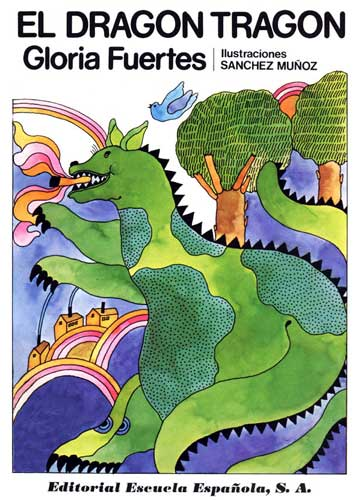 EL DRAGON TRAGON
Gloria Fuertes
Ilustraciones
SANCHEZ MUÑOZ
Editorial Escuela Española, S. A.